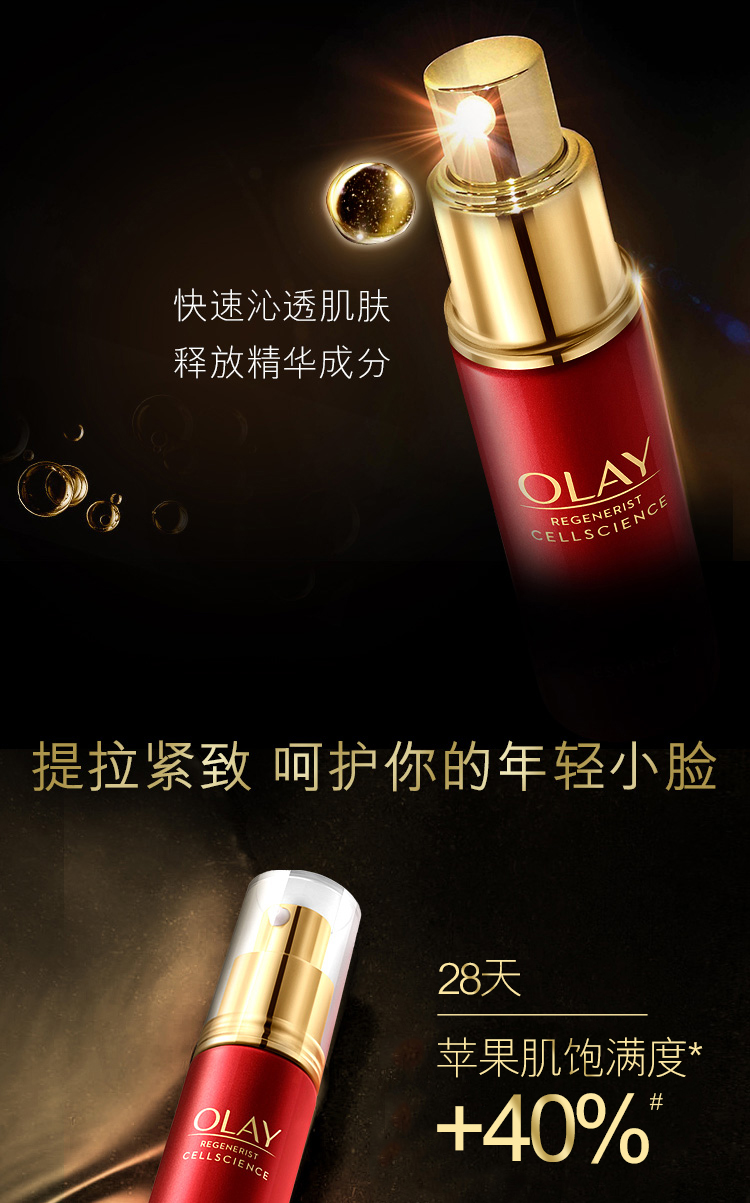 快速沁透肌肤
释放精华成分
OLAY
REGENERIST
CELLSCIENCE
提拉紧致 呵护你的年轻小脸
28天
苹果肌饱满度*
+40%#
OLAY
REGENERIST
CELLSCIENCE